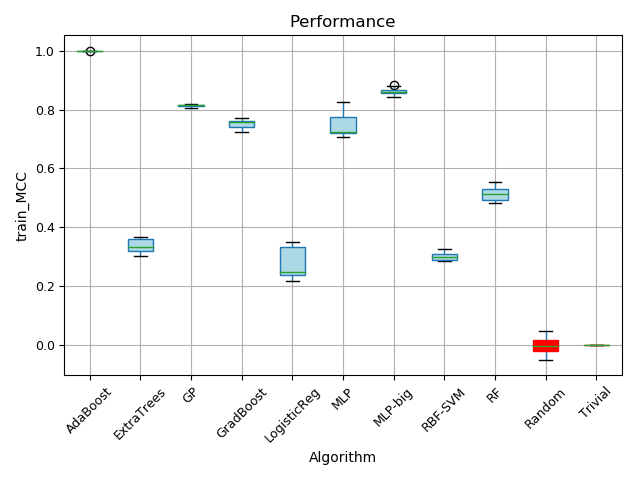 Performance
train_MCC
1.0
0.8
0.6
0.4
0.2
0.0
AdaBoost
ExtraTrees
GP
GradBoost
LogisticReg
MLP
MLP-big
RBF-SVM
RF
Random
Trivial
Algorithm